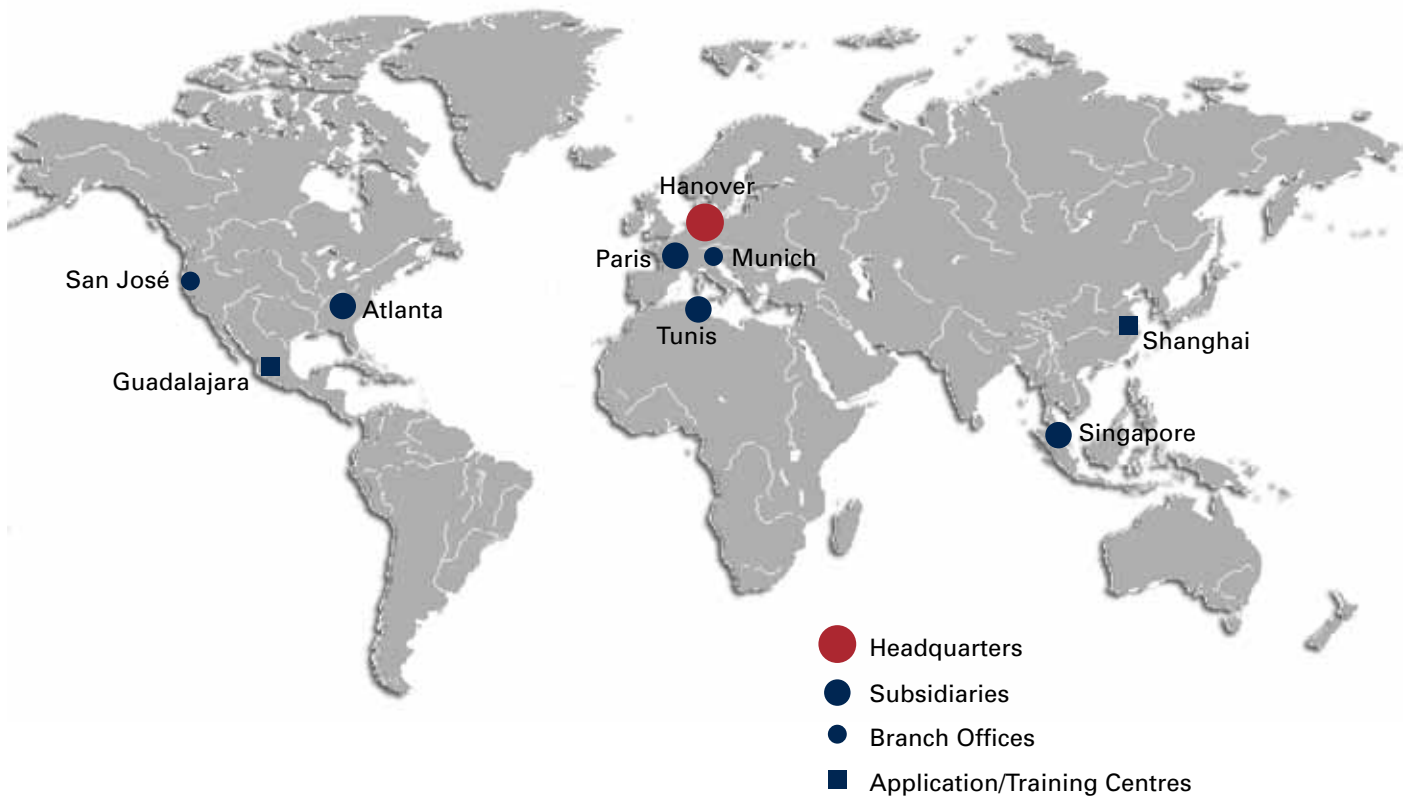 Hanover
Paris
Munich
San José
Atlanta
Tunis
Shanghai
Guadalajara
Singapore
Headquarters
Subsidiaries
Branch Offices
Application/Training Centres